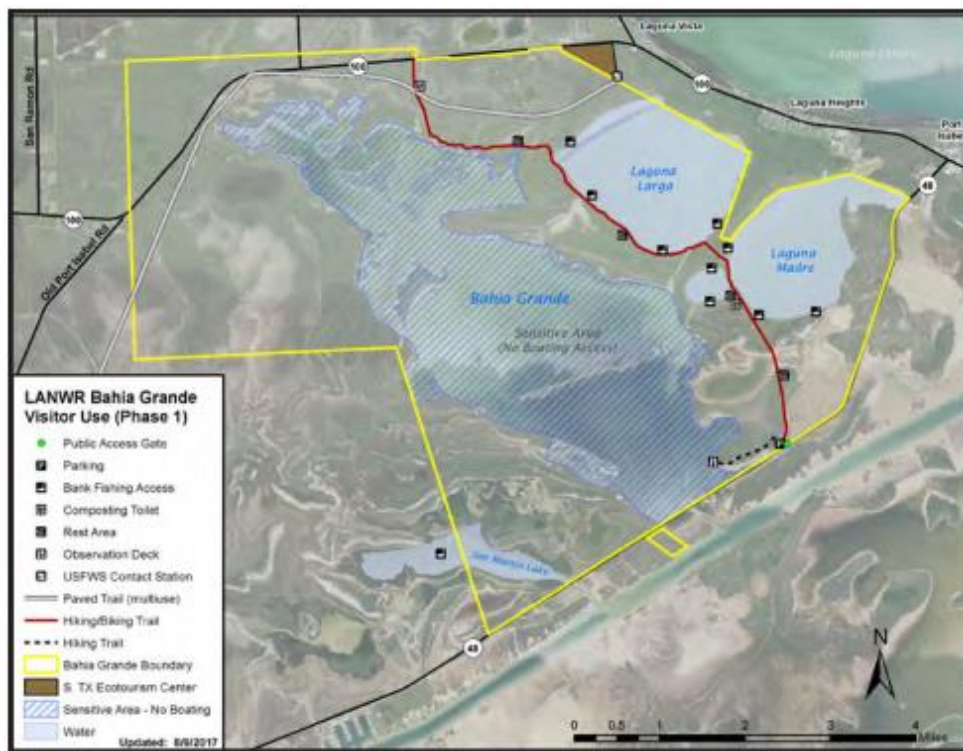 Laguna Vista
San Ramon Rd
100
100
Laguna Heights
Port
Isabel
48
Laguna
Larga
100
Old Port Isabel Rd
Laguna
Madre
Bahia Grande
Sensitive Area
(No Boating Access)
LANWR Bahia Grande
Visitor Use (Phase 1)
Public Access Gate
Parking
Bank Fishing Access
Composting Toilet
Rest Area
Observation Deck
USFWS Contact Station
Paved Trail (multiuse)
Hiking/Biking Trail
Hiking Trail
Bahia Grande Boundary
S. TX Ecotourism Center
Sensitive Area - No Boating
Water
Updated: 8/9/2017
San Martin Lake
48
N
0 0.5 1 2 3 4
Miles